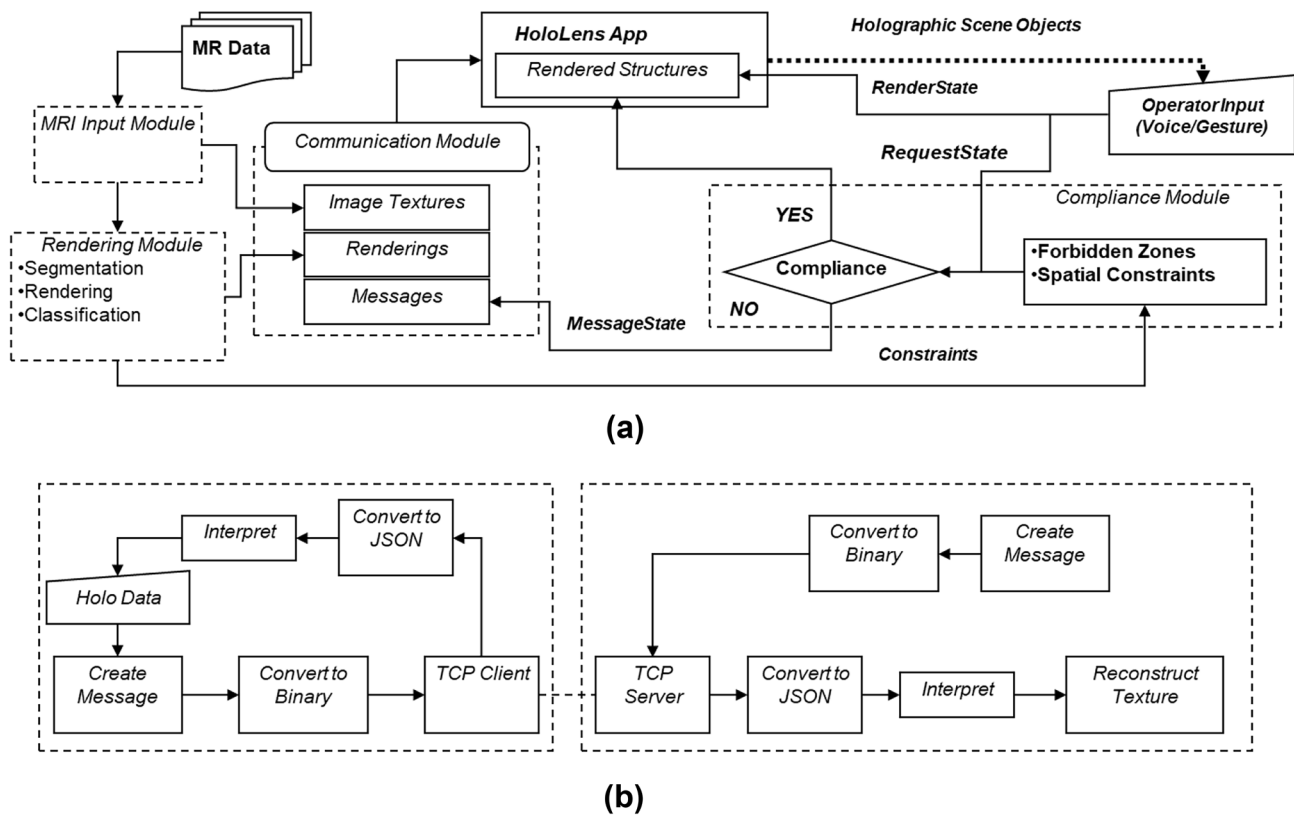 MR Data
HoloLens App
Rendered Structures
Holographic Scene Objects
RenderState
OperatorInput
(Voice/Gesture)
MRI Input Module
Communication Module
RequestState
Image Textures
Renderings
Messages
Rendering Module
•Segmentation
•Rendering
•Classification
YES
Compliance Module
Compliance
•Forbidden Zones
•Spatial Constraints
NO
MessageState
Constraints
(a)
Interpret
Convert to
JSON
Holo Data
Create
Message
Convert to
Binary
TCP Client
Convert to
Binary
Create
Message
TCP
Server
Convert to
JSON
Interpret
Reconstruct
Texture
(b)